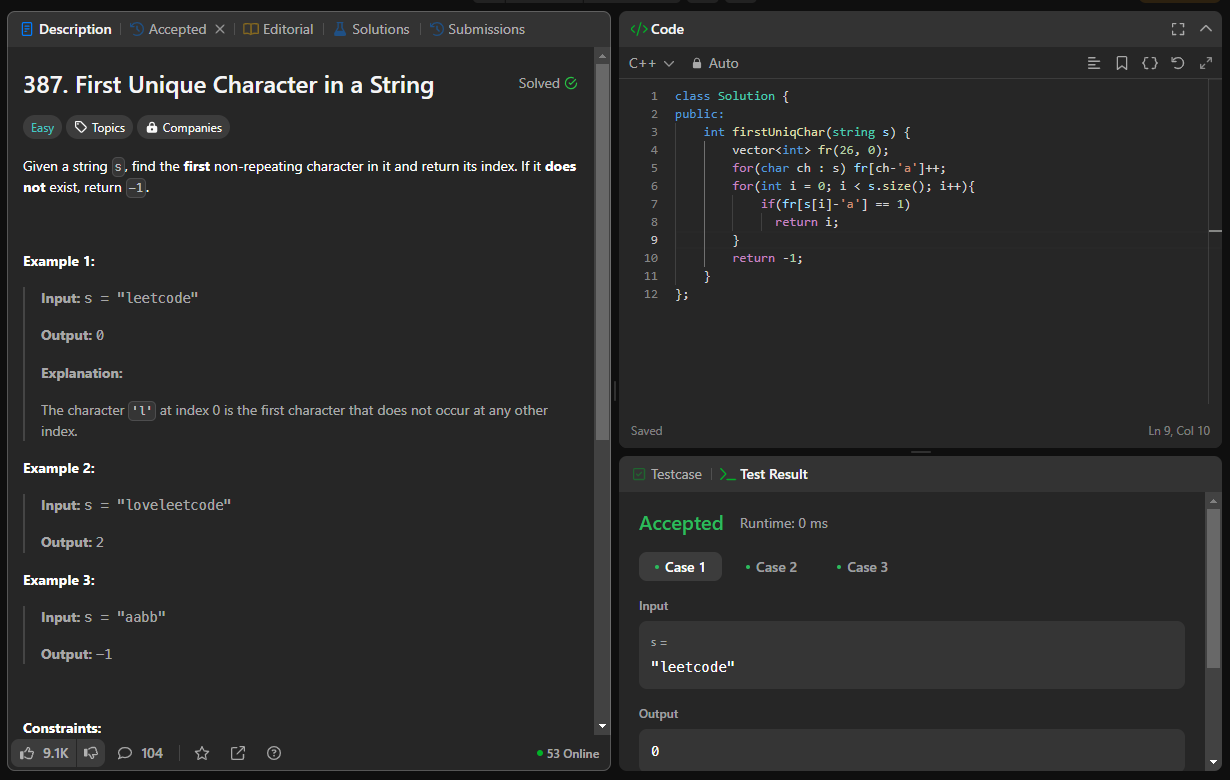 Description
Accepted
Editorial
Solutions
Submissions
387. First Unique Character in a String
Solved
Easy
Topics
Companies
Given a string s, find the first non-repeating character in it and return its index. If it does
not exist, return -1.
Example 1:
Input: s = "leetcode"
Output: 0
Explanation:
The character 'l' at index 0 is the first character that does not occur at any other
index.
Example 2:
Input: s = "loveleetcode"
Output: 2
Example 3:
Input: s = "aabb"
Output: -1
Constraints:
9.1K
104
53 Online
</> Code
C++
Auto
1 class Solution {
2 public:
3     int firstUniqChar(string s) {
4         vector<int> fr(26, 0);
5         for(char ch : s) fr[ch-'a']++;
6         for(int i = 0; i < s.size(); i++){
7             if(fr[s[i]-'a'] == 1)
8               return i;
9         }
10         return -1;
11     }
12 };
Saved
Ln 9, Col 10
Testcase
>_ Test Result
Accepted
Runtime: 0 ms
Case 1
Case 2
Case 3
Input
s =
"leetcode"
Output
0